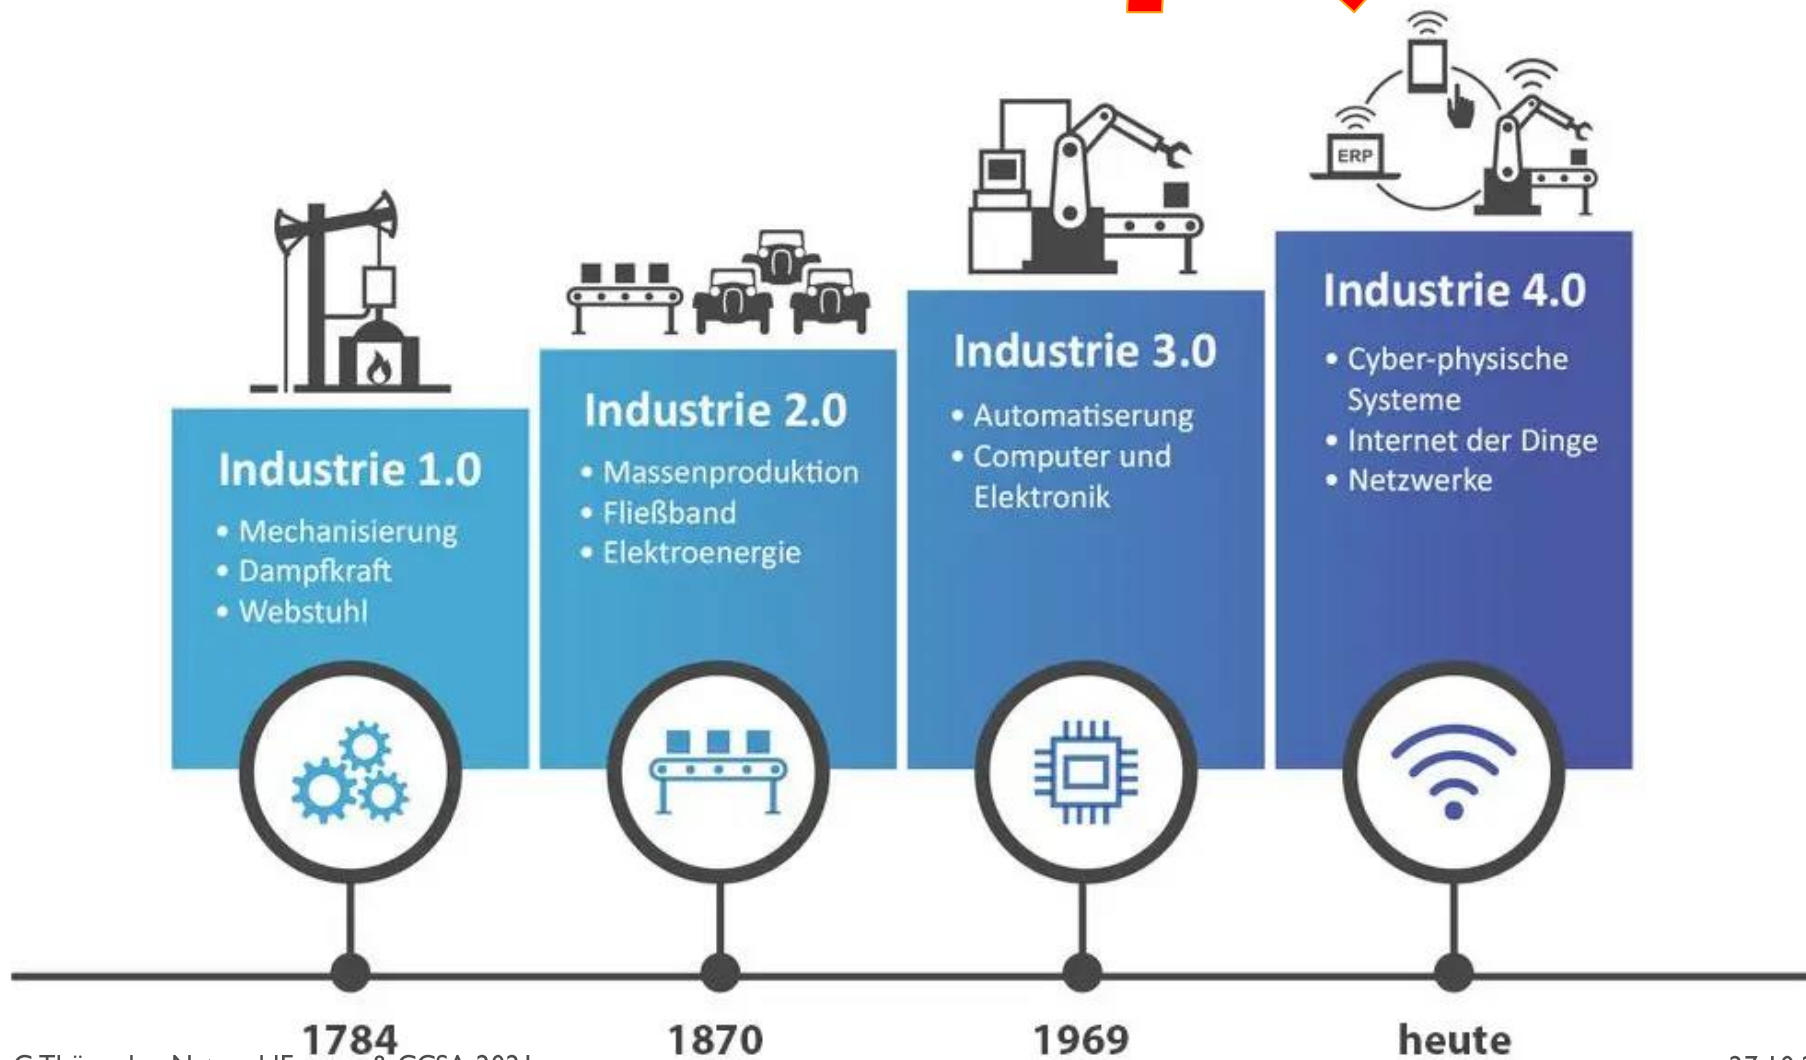 ERP
Industrie 1.0
• Mechanisierung
• Dampfkraft
• Webstuhl
Industrie 2.0
• Massenproduktion
• Fließband
• Elektroenergie
Industrie 3.0
• Automatiserung
• Computer und
Elektronik
Industrie 4.0
• Cyber-physische
Systeme
• Internet der Dinge
• Netzwerke
1784
1870
1969
heute